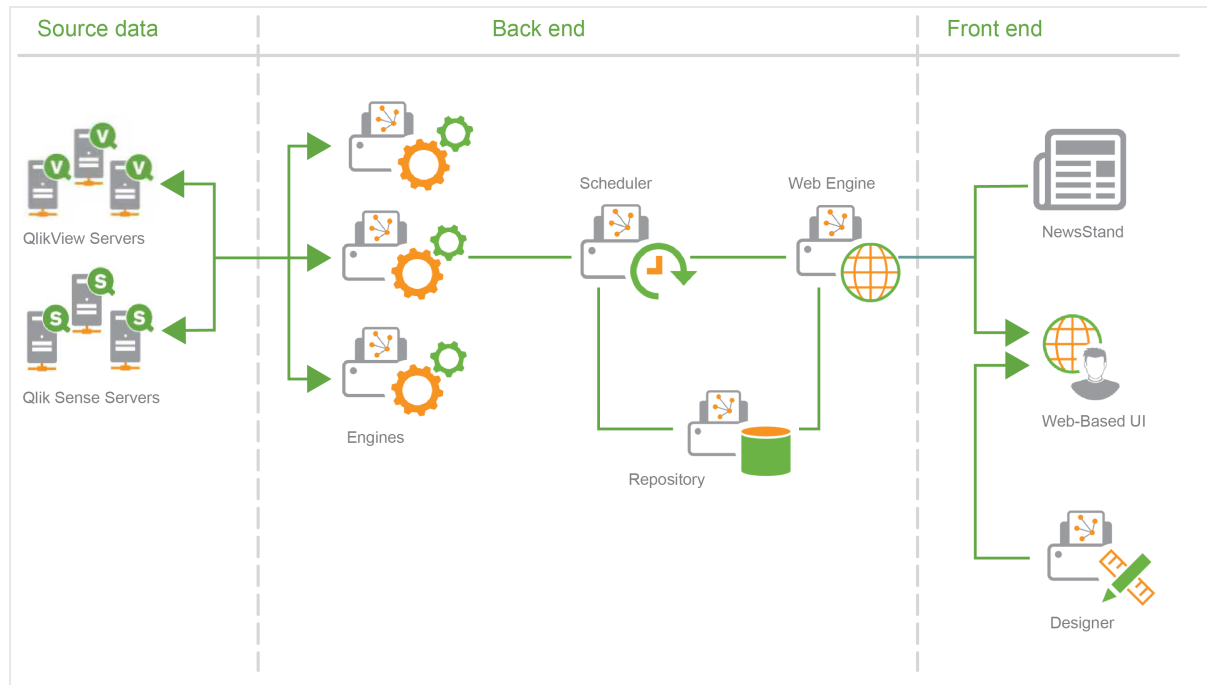 Source data
Back end
Front end
V
V
V
QlikView Servers
S
S
S
Qlik Sense Servers
Engines
Scheduler
Web Engine
Repository
NewsStand
Web-Based UI
Designer